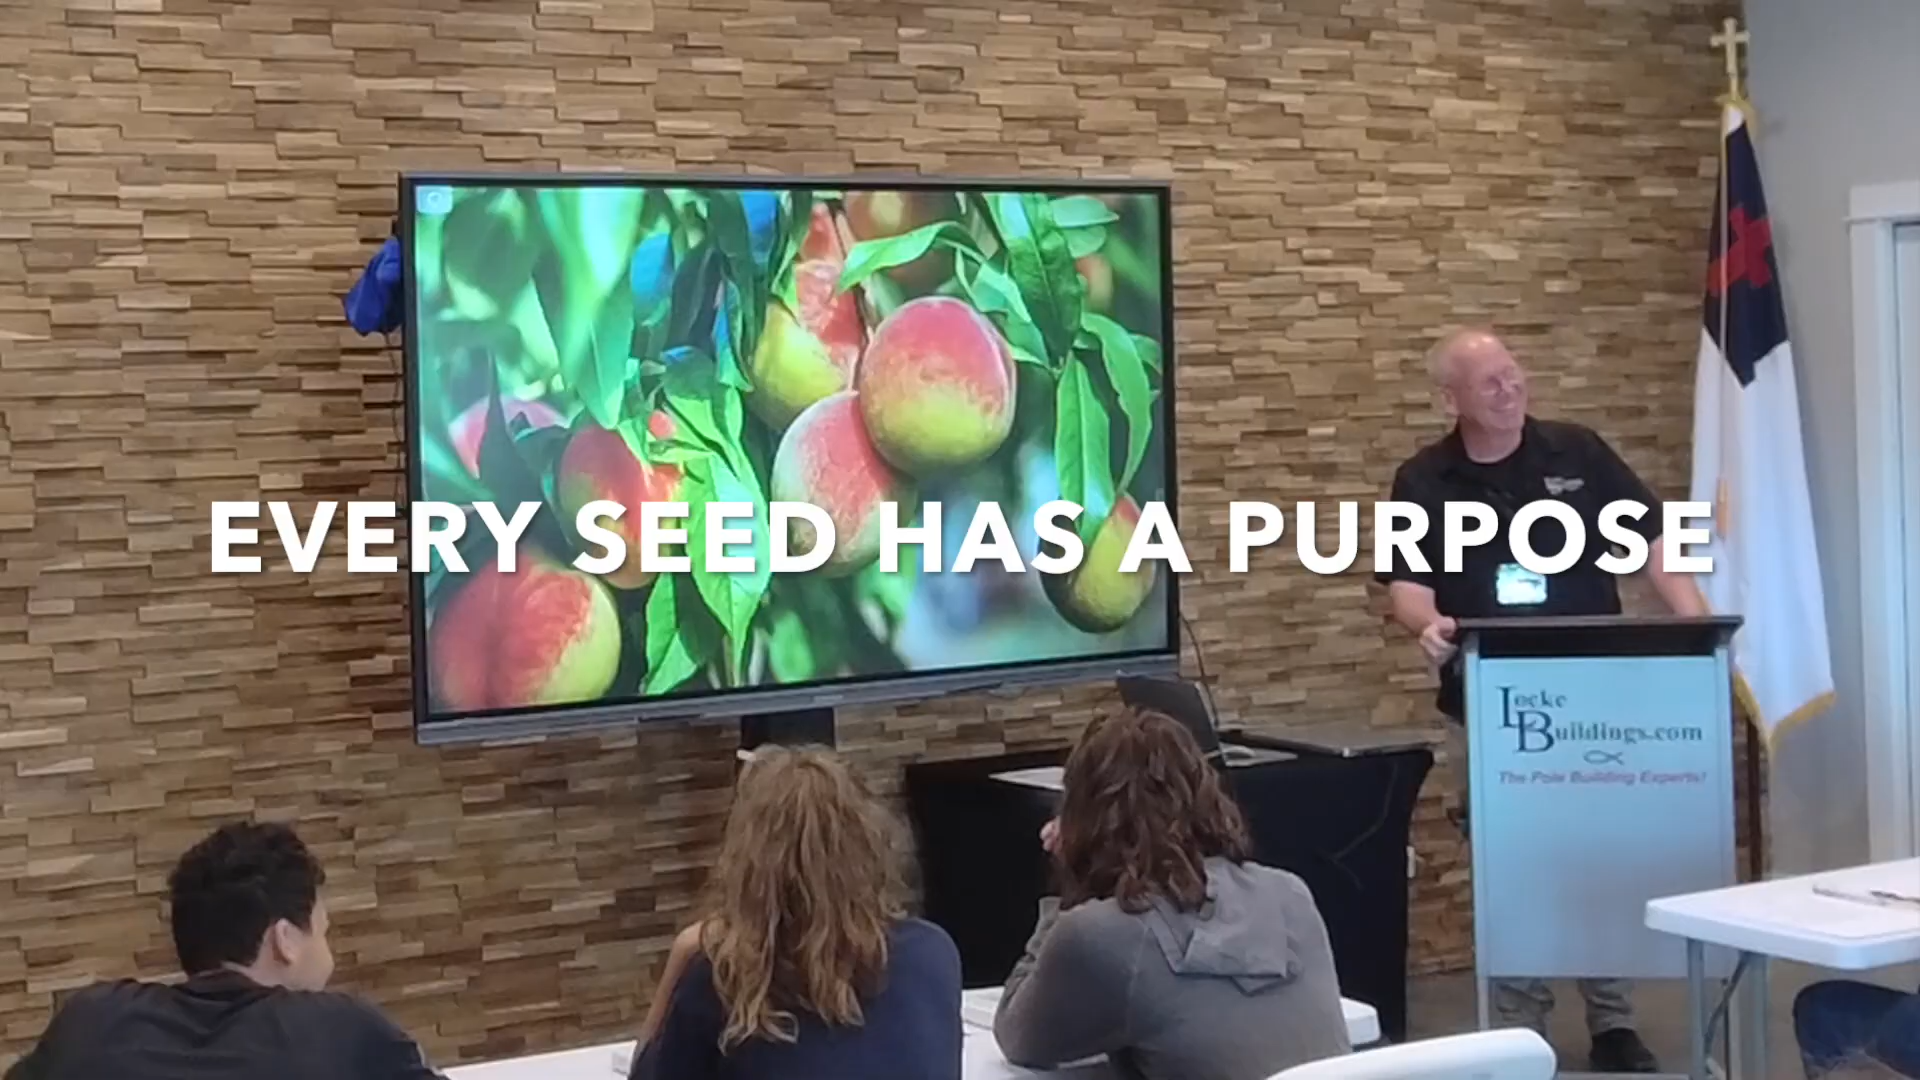 EVERY SEED HAS A PURPOSE
Locke
Buildings.com
The Pole Building Experts!